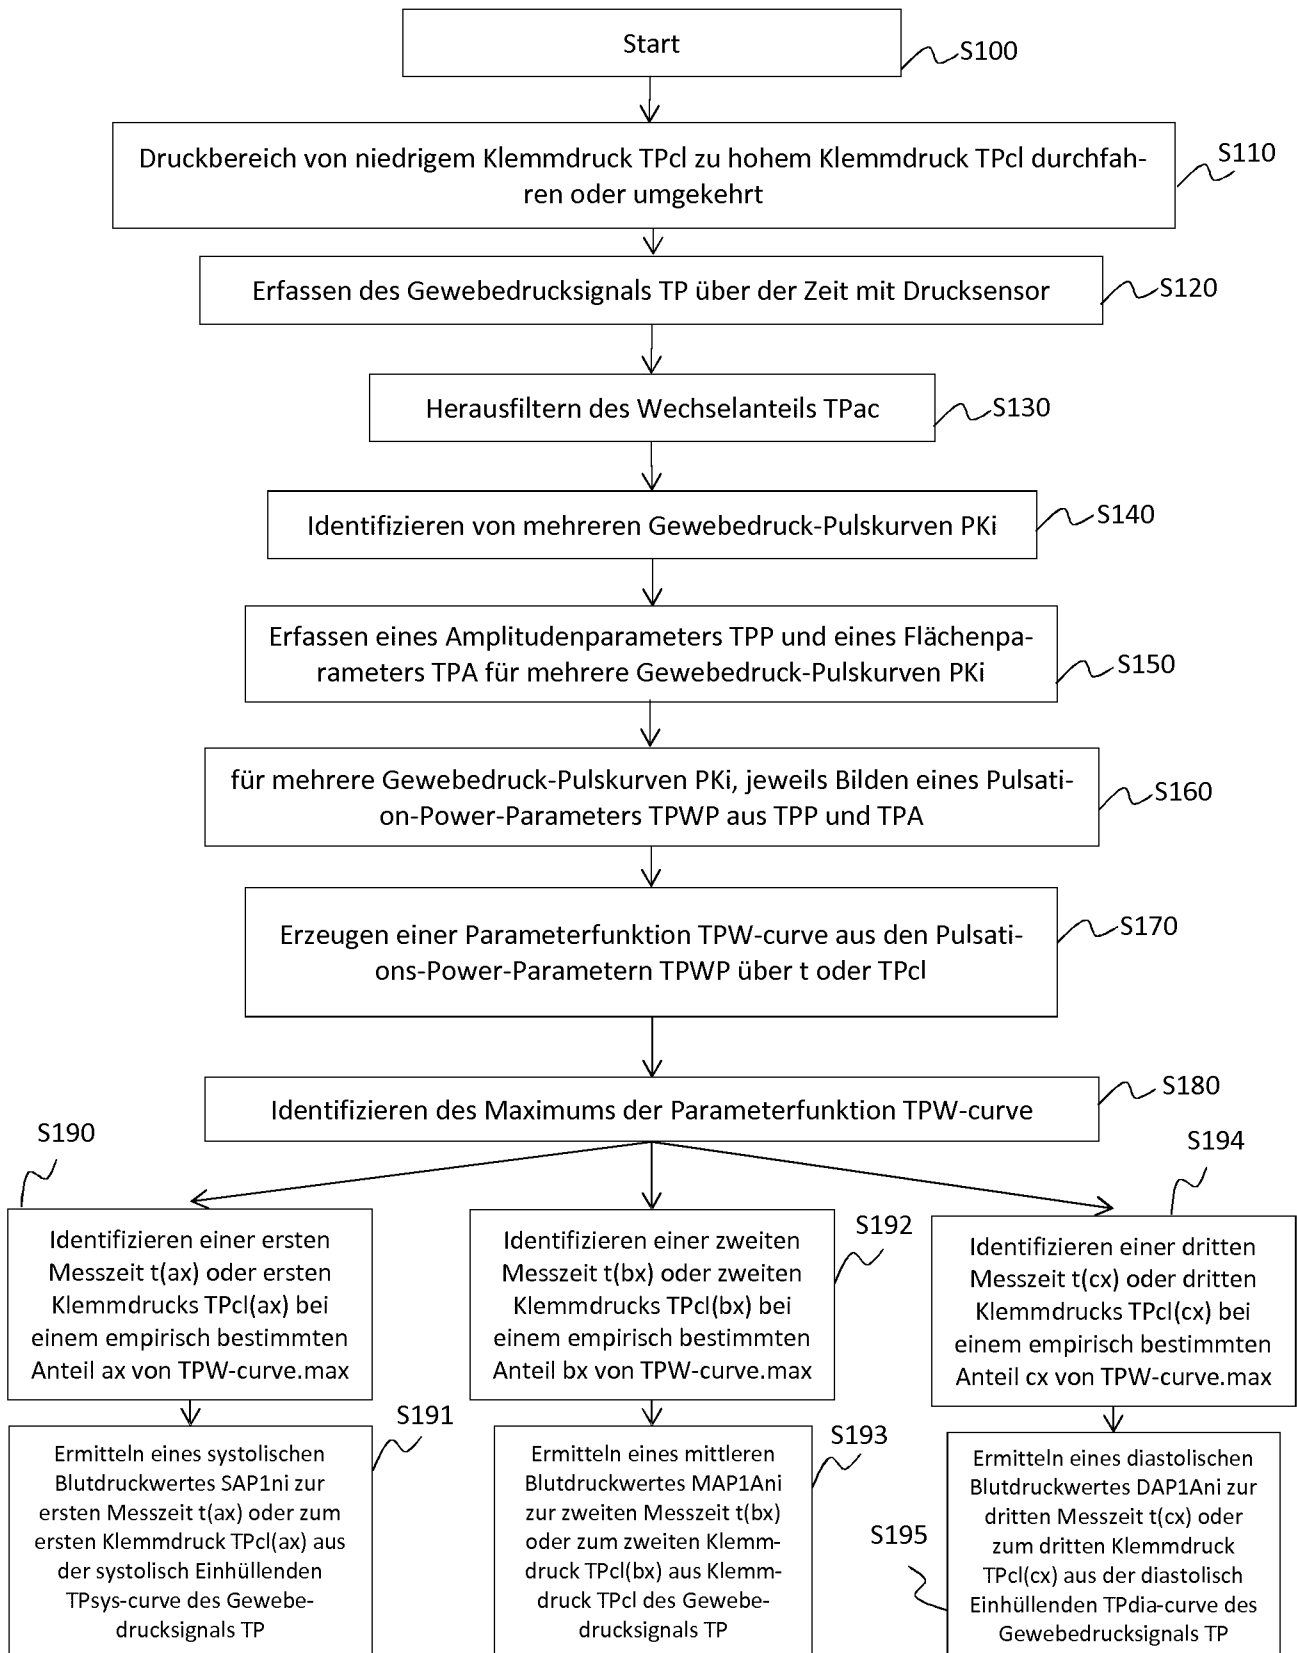 Start
S100
Druckbereich von niedrigem Klemmdruck TPcl zu hohem Klemmdruck TPcl durchfah-
ren oder umgekehrt
S110
Erfassen des Gewebedrucksignals TP über der Zeit mit Drucksensor
S120
Herausfiltern des Wechselanteils TPac
S130
Identifizieren von mehreren Gewebedruck-Pulskurven PKi
S140
Erfassen eines Amplitudenparameters TPP und eines Flächenpa-
rameters TPA für mehrere Gewebedruck-Pulskurven PKi
S150
für mehrere Gewebedruck-Pulskurven PKi, jeweils Bilden eines Pulsati-
on-Power-Parameters TPWP aus TPP und TPA
S160
Erzeugen einer Parameterfunktion TPW-curve aus den Pulsati-
ons-Power-Parametern TPWP über t oder TPcl
S170
Identifizieren des Maximums der Parameterfunktion TPW-curve
S180
S190
Identifizieren einer ersten
Messzeit t(ax) oder ersten
Klemmdrucks TPcl(ax) bei
einem empirisch bestimmten
Anteil ax von TPW-curve.max
S192
Identifizieren einer zweiten
Messzeit t(bx) oder zweiten
Klemmdrucks TPcl(bx) bei
einem empirisch bestimmten
Anteil bx von TPW-curve.max
S194
Identifizieren einer dritten
Messzeit t(cx) oder dritten
Klemmdrucks TPcl(cx) bei
einem empirisch bestimmten
Anteil cx von TPW-curve.max
S191
Ermitteln eines systolischen
Blutdruckwertes SAP1ni zur
ersten Messzeit t(ax) oder zum
ersten Klemmdruck TPcl(ax) aus
der systolisch Einhüllenden
TPsys-curve des Gewebe-
drucksignals TP
S193
Ermitteln eines mittleren
Blutdruckwertes MAP1Ani
zur zweiten Messzeit t(bx)
oder zum zweiten Klemm-
druck TPcl(bx) aus Klemm-
druck TPcl des Gewebe-
drucksignals TP
S195
Ermitteln eines diastolischen
Blutdruckwertes DAP1Ani zur
dritten Messzeit t(cx) oder
zum dritten Klemmdruck
TPcl(cx) aus der diastolisch
Einhüllenden TPdia-curve des
Gewebedrucksignals TP